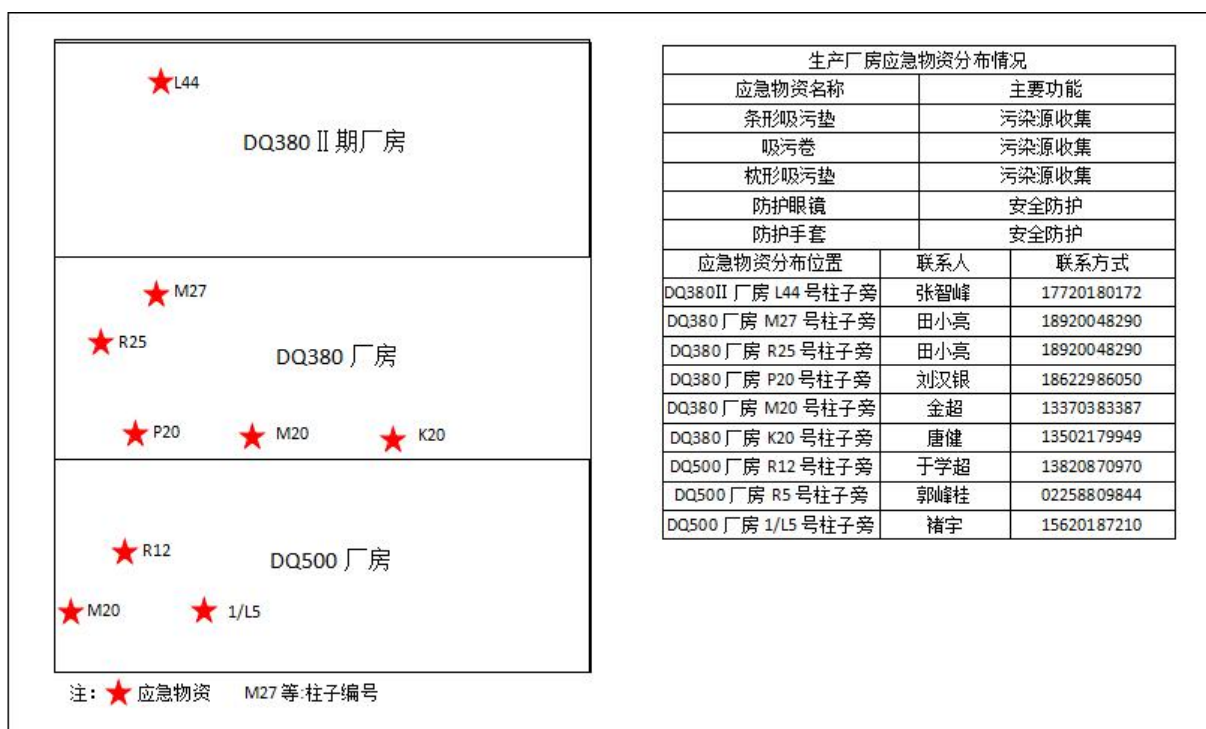 L44
DQ380Ⅱ期厂房
M27
R25
DQ380 厂房
P20
M20
K20
R12
DQ500 厂房
M20
1/L5
注： 应急物资 M27 等:柱子编号
生产厂房应急物资分布情况
应急物资名称 主要功能
条形吸污垫 污染源收集
吸污卷 污染源收集
枕形吸污垫 污染源收集
防护眼镜 安全防护
防护手套 安全防护
应急物资分布位置 联系人 联系方式
DQ380II 厂房 L44 号柱子旁 张智峰 17720180172
DQ380 厂房 M27 号柱子旁 田小亮 18920048290
DQ380 厂房 R25 号柱子旁 田小亮 18920048290
DQ380 厂房 P20 号柱子旁 刘汉银 18622986050
DQ380 厂房 M20 号柱子旁 金超 13370383387
DQ380 厂房 K20 号柱子旁 唐健 13502179949
DQ500 厂房 R12 号柱子旁 于学超 13820870970
DQ500 厂房 R5 号柱子旁 郭峰桂 02258809844
DQ500 厂房 1/L5 号柱子旁 褚宇 15620187210